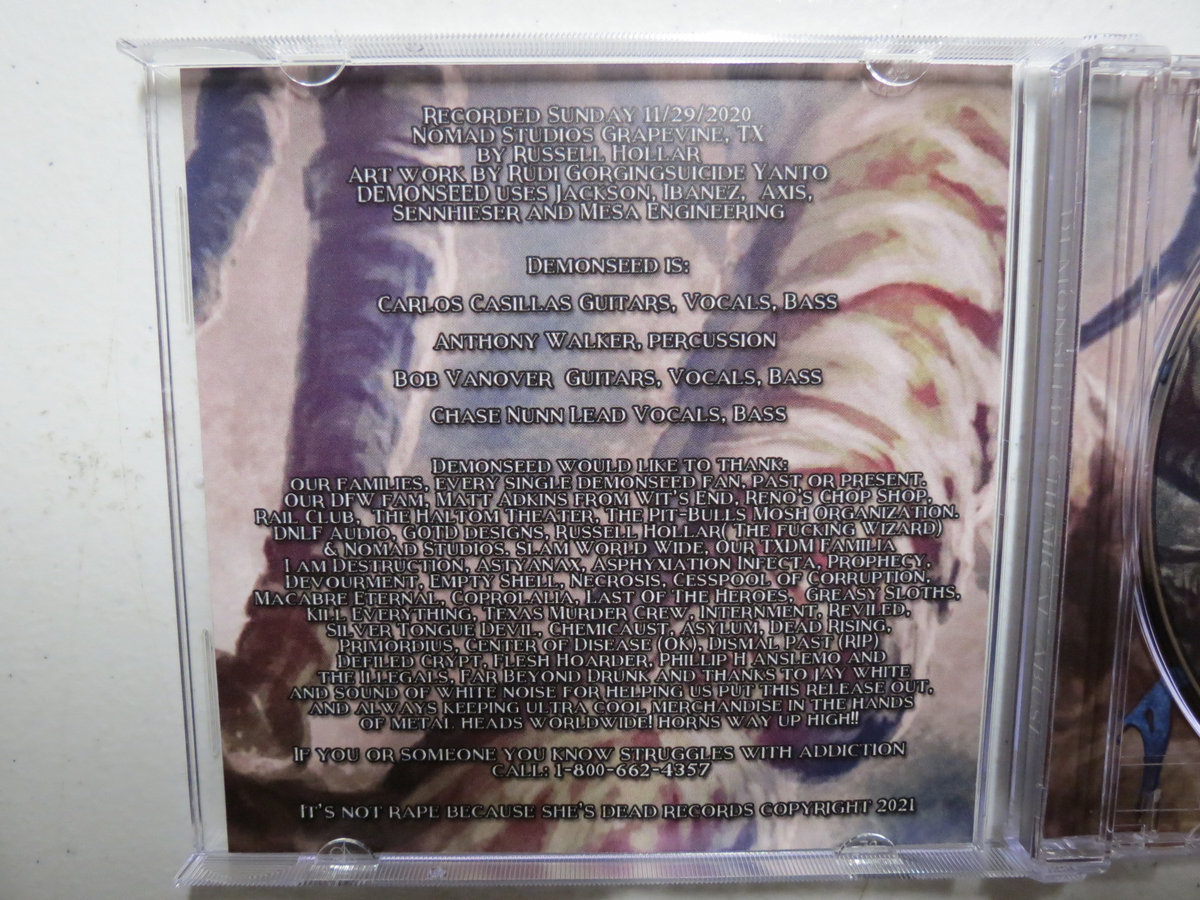 Recorded Sunday 11/29/2020
Nomad Studios Grapevine, TX
by Russell Hollar
Art work by Rudi Gorgingsuicide Yanto
DEMONSEED uses Jackson, Ibanez, Axis,
Sennhieser and Mesa Engineering
Demonseed is:
Carlos Casillas Guitars, Vocals, Bass
Anthony Walker, percussion
Bob Vanover Guitars, Vocals, Bass
Chase Nunn Lead Vocals, Bass
Demonseed would like to thank:
our families, every single demonseed fan, past or present.
Our DFW fam, Matt Adkins from Wit's End, Reno's Chop Shop,
Rail Club, The Haltom Theater, The Pit-Bulls Mosh Organization.
DNLF Audio, GOTD designs, Russell Hollar( The fucking Wizard)
& Nomad Studios. Slam World Wide, Our TXDM Familia
I am Destruction, Astyanax, Asphyxiation Infecta, Prophecy,
Devourment, Empty Shell, Necrosis, Cesspool of Corruption,
Macabre Eternal, Coprolalia, Last Of The Heroes, Greasy Sloths,
Kill Everything, Texas Murder Crew, Internment, Reviled,
Silver Tongue Devil, Chemicaust, Asylum, Dead Rising,
Primordius, Center of Disease (Ok), Dismal Past (RIP)
Defiled Crypt, Flesh Hoarder, Phillip H Anslemo and
the Illegals, Far Beyond Drunk and thanks to Jay White
and sound of white noise for helping us put this release out,
and always keeping ultra cool merchandise in the hands
of metal heads worldwide! horns way up high!!
If you or someone you know struggles with addiction
call: 1-800-662-4357
It's not rape because she's dead records copyright 2021